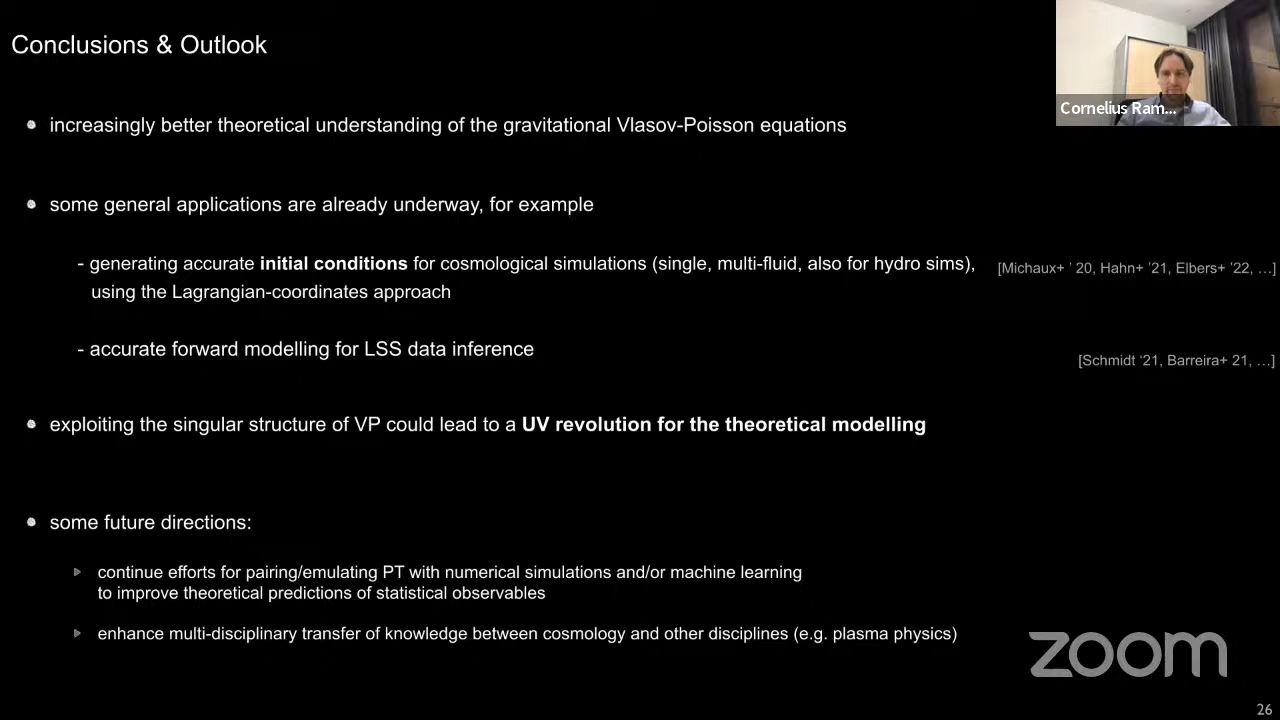 Conclusions & Outlook
Cornelius Ram...
increasingly better theoretical understanding of the gravitational Vlasov-Poisson equations
some general applications are already underway, for example
- generating accurate initial conditions for cosmological simulations (single, multi-fluid, also for hydro sims),
[Michaux+ ' 20, Hahn+ '21, Elbers+ '22, …]
using the Lagrangian-coordinates approach
- accurate forward modelling for LSS data inference
[Schmidt '21, Barreira+ 21, …]
exploiting the singular structure of VP could lead to a UV revolution for the theoretical modelling
some future directions:
continue efforts for pairing/emulating PT with numerical simulations and/or machine learning
to improve theoretical predictions of statistical observables
enhance multi-disciplinary transfer of knowledge between cosmology and other disciplines (e.g. plasma physics)
zoom
26